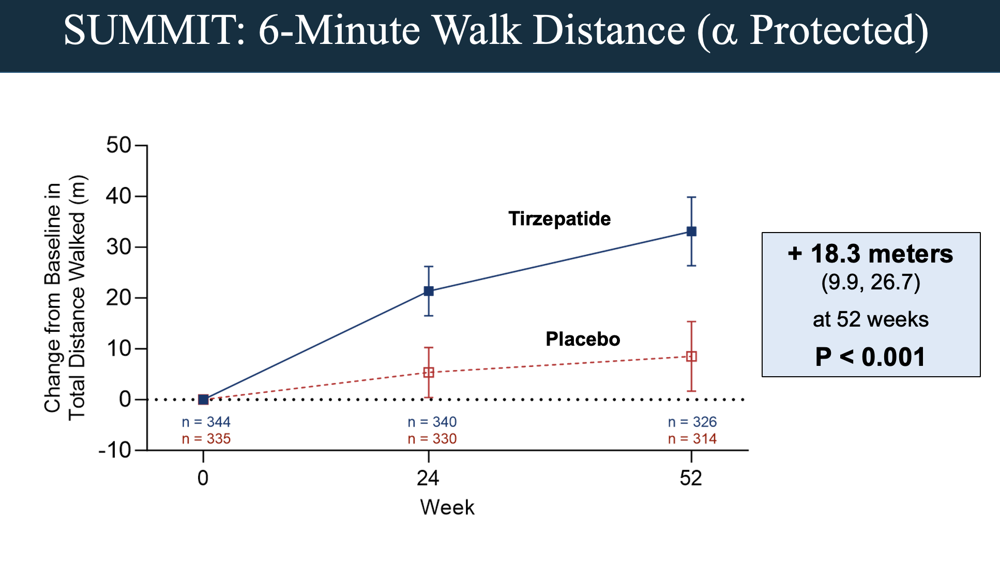 SUMMIT: 6-Minute Walk Distance (α Protected)
Change from Baseline in
Total Distance Walked (m)
50
40
30
20
10
0
-10
Tirzepatide
Placebo
n = 344
n = 335
n = 340
n = 330
n = 326
n = 314
0
24
52
Week
+ 18.3 meters
(9.9, 26.7)
at 52 weeks
P < 0.001